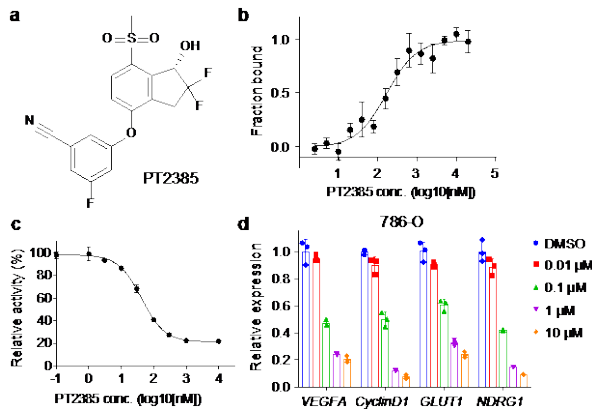 a
O
S
O
OH
F
F
N
O
F
PT2385
b
Fraction bound
1.0
0.5
0.0
1 2 3 4 5
PT2385 conc. (log10[nM])
c
Relative activity (%)
100
80
60
40
20
0
-1 0 1 2 3 4
PT2385 conc. (log10[nM])
d
786-O
Relative expression
1.0
0.8
0.6
0.4
0.2
0.0
VEGFA CyclinD1 GLUT1 NDRG1
DMSO
0.01 μM
0.1 μM
1 μM
10 μM